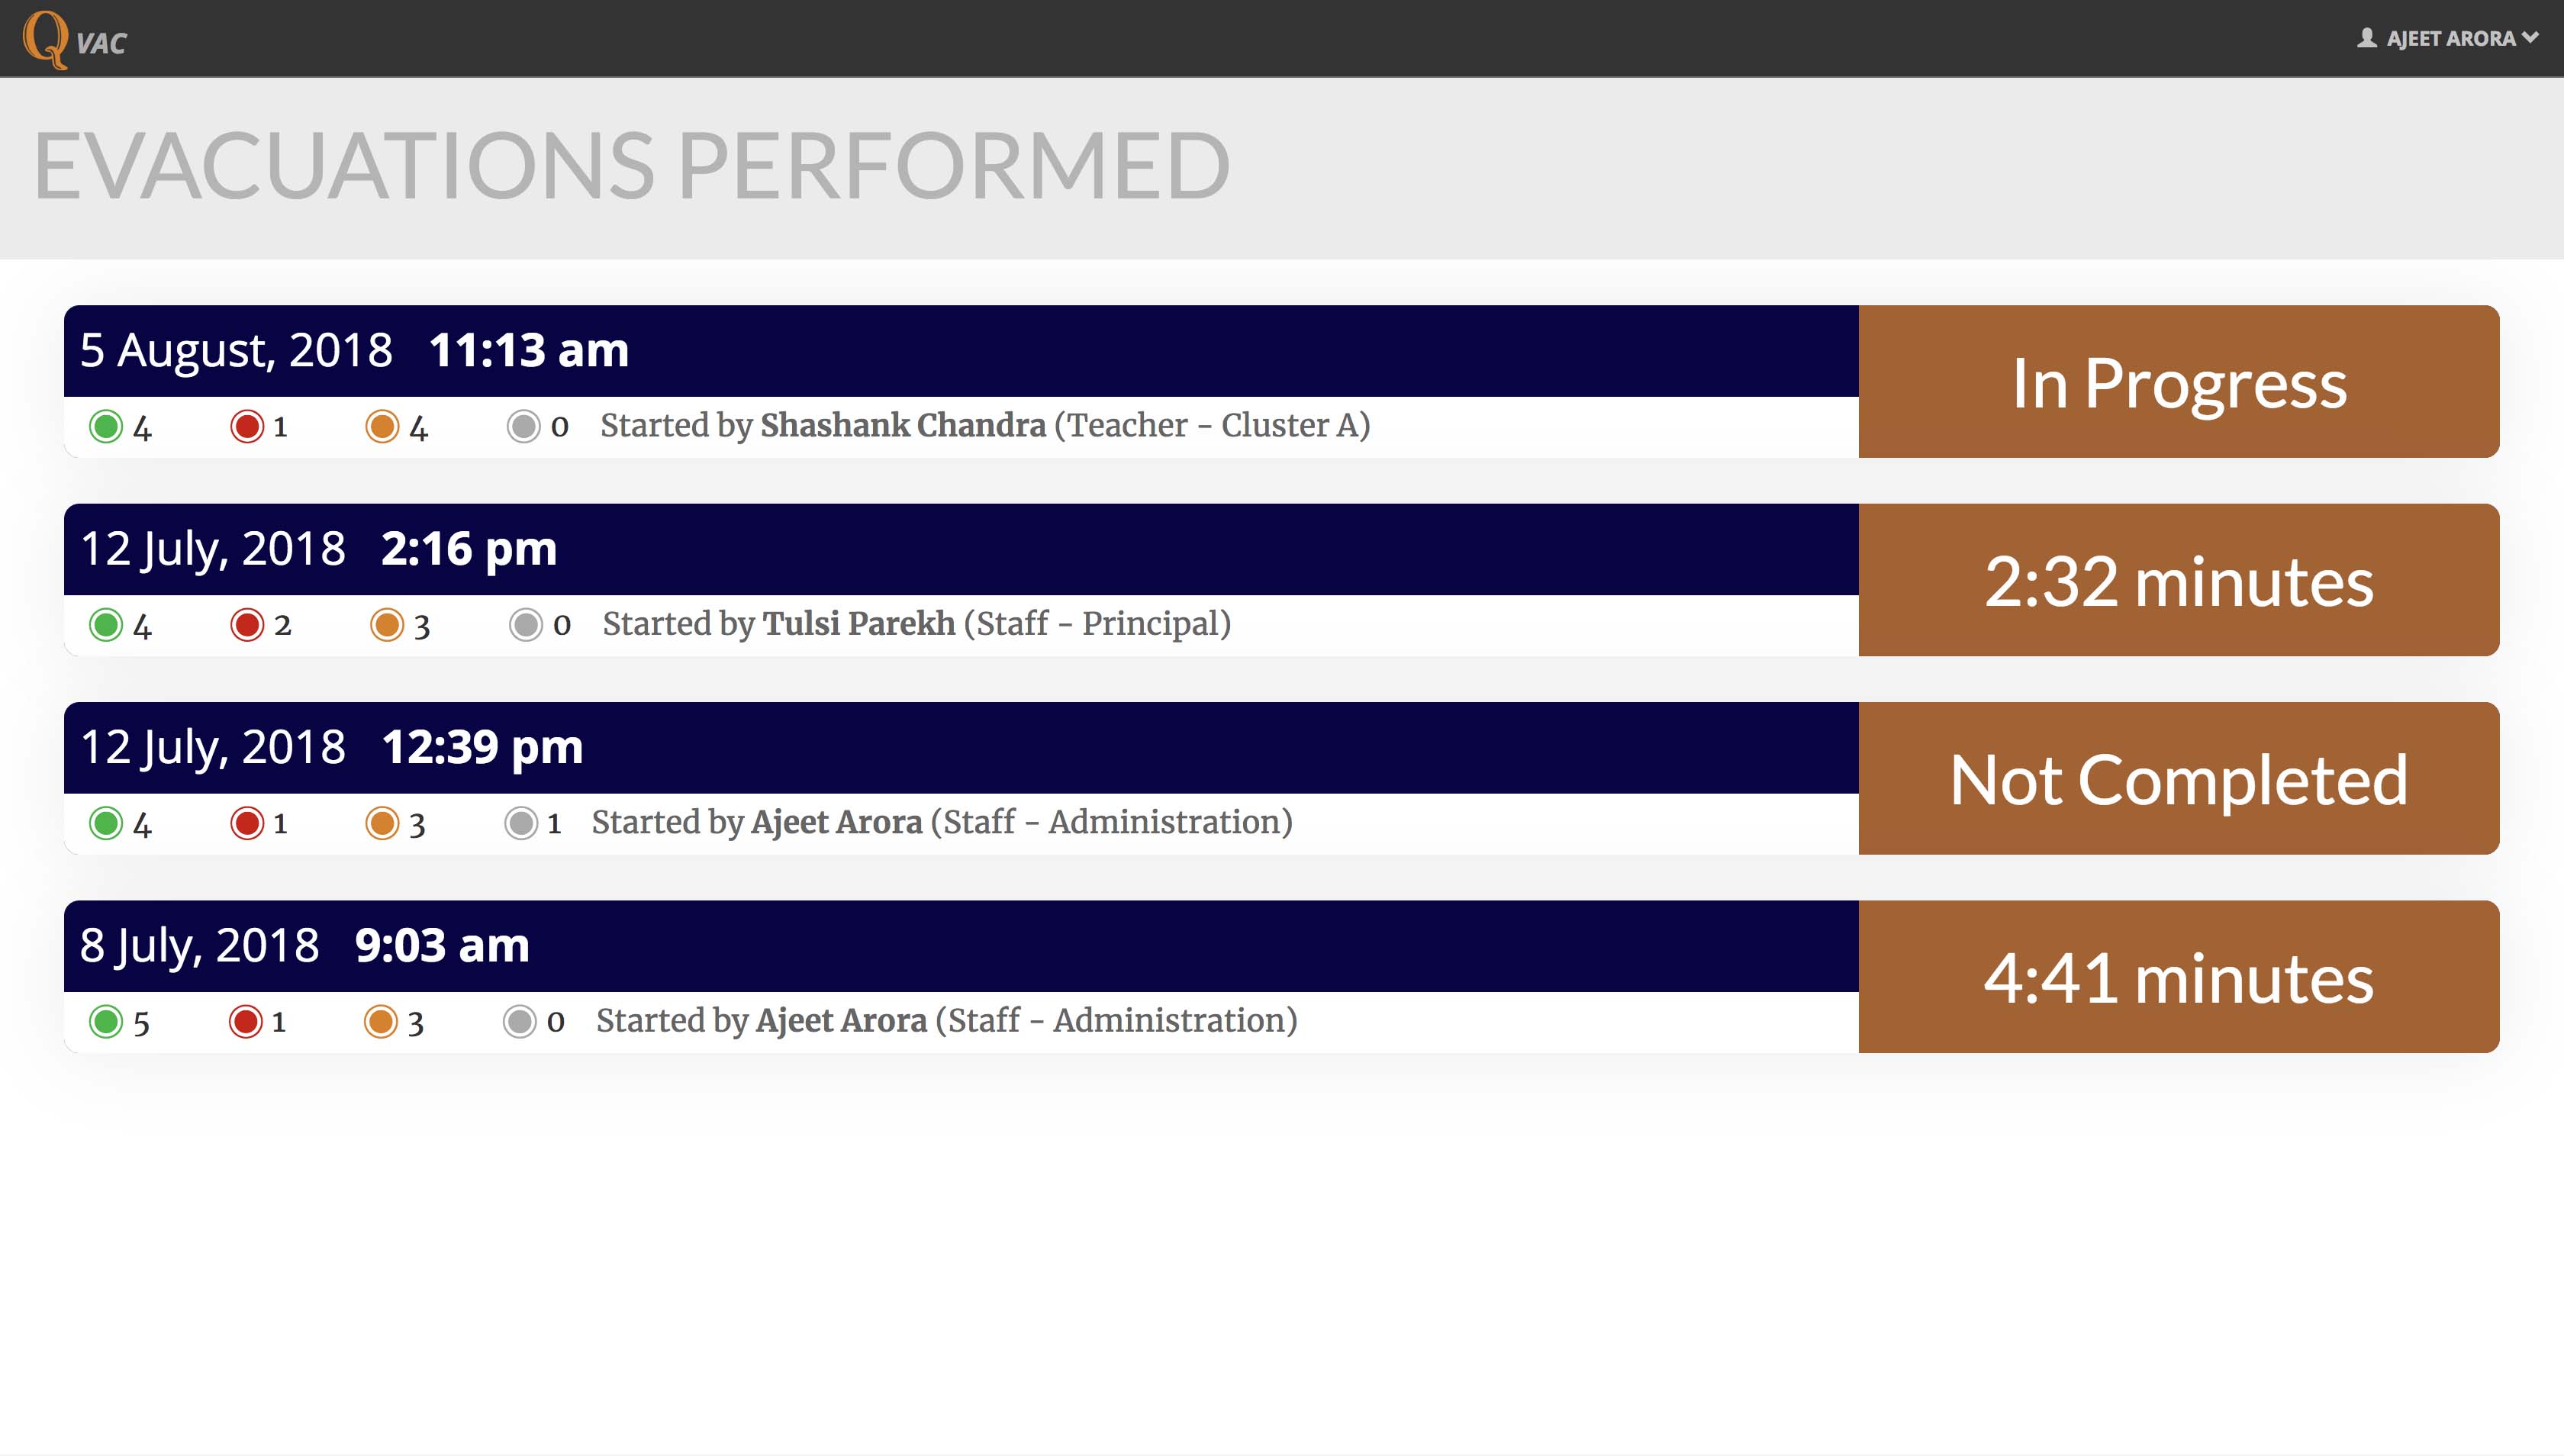 Q VAC
AJEET ARORA
EVACUATIONS PERFORMED
5 August, 2018 11:13 am
In Progress
4 1 4 0 Started by Shashank Chandra (Teacher - Cluster A)
12 July, 2018 2:16 pm
2:32 minutes
4 2 3 0 Started by Tulsi Parekh (Staff - Principal)
12 July, 2018 12:39 pm
Not Completed
4 1 3 1 Started by Ajeet Arora (Staff - Administration)
8 July, 2018 9:03 am
4:41 minutes
5 1 3 0 Started by Ajeet Arora (Staff - Administration)